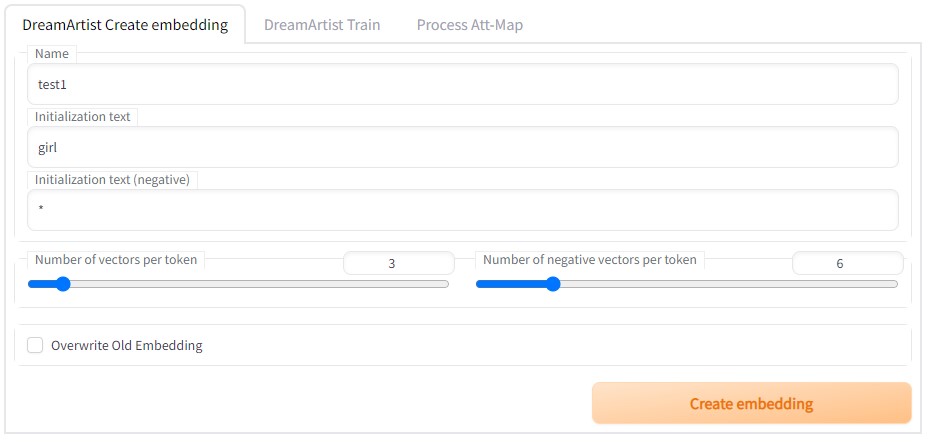 DreamArtist Create embedding DreamArtist Train Process Att-Map
Name
test1
Initialization text
girl
Initialization text (negative)
*
Number of vectors per token 3 Number of negative vectors per token 6
Overwrite Old Embedding
Create embedding